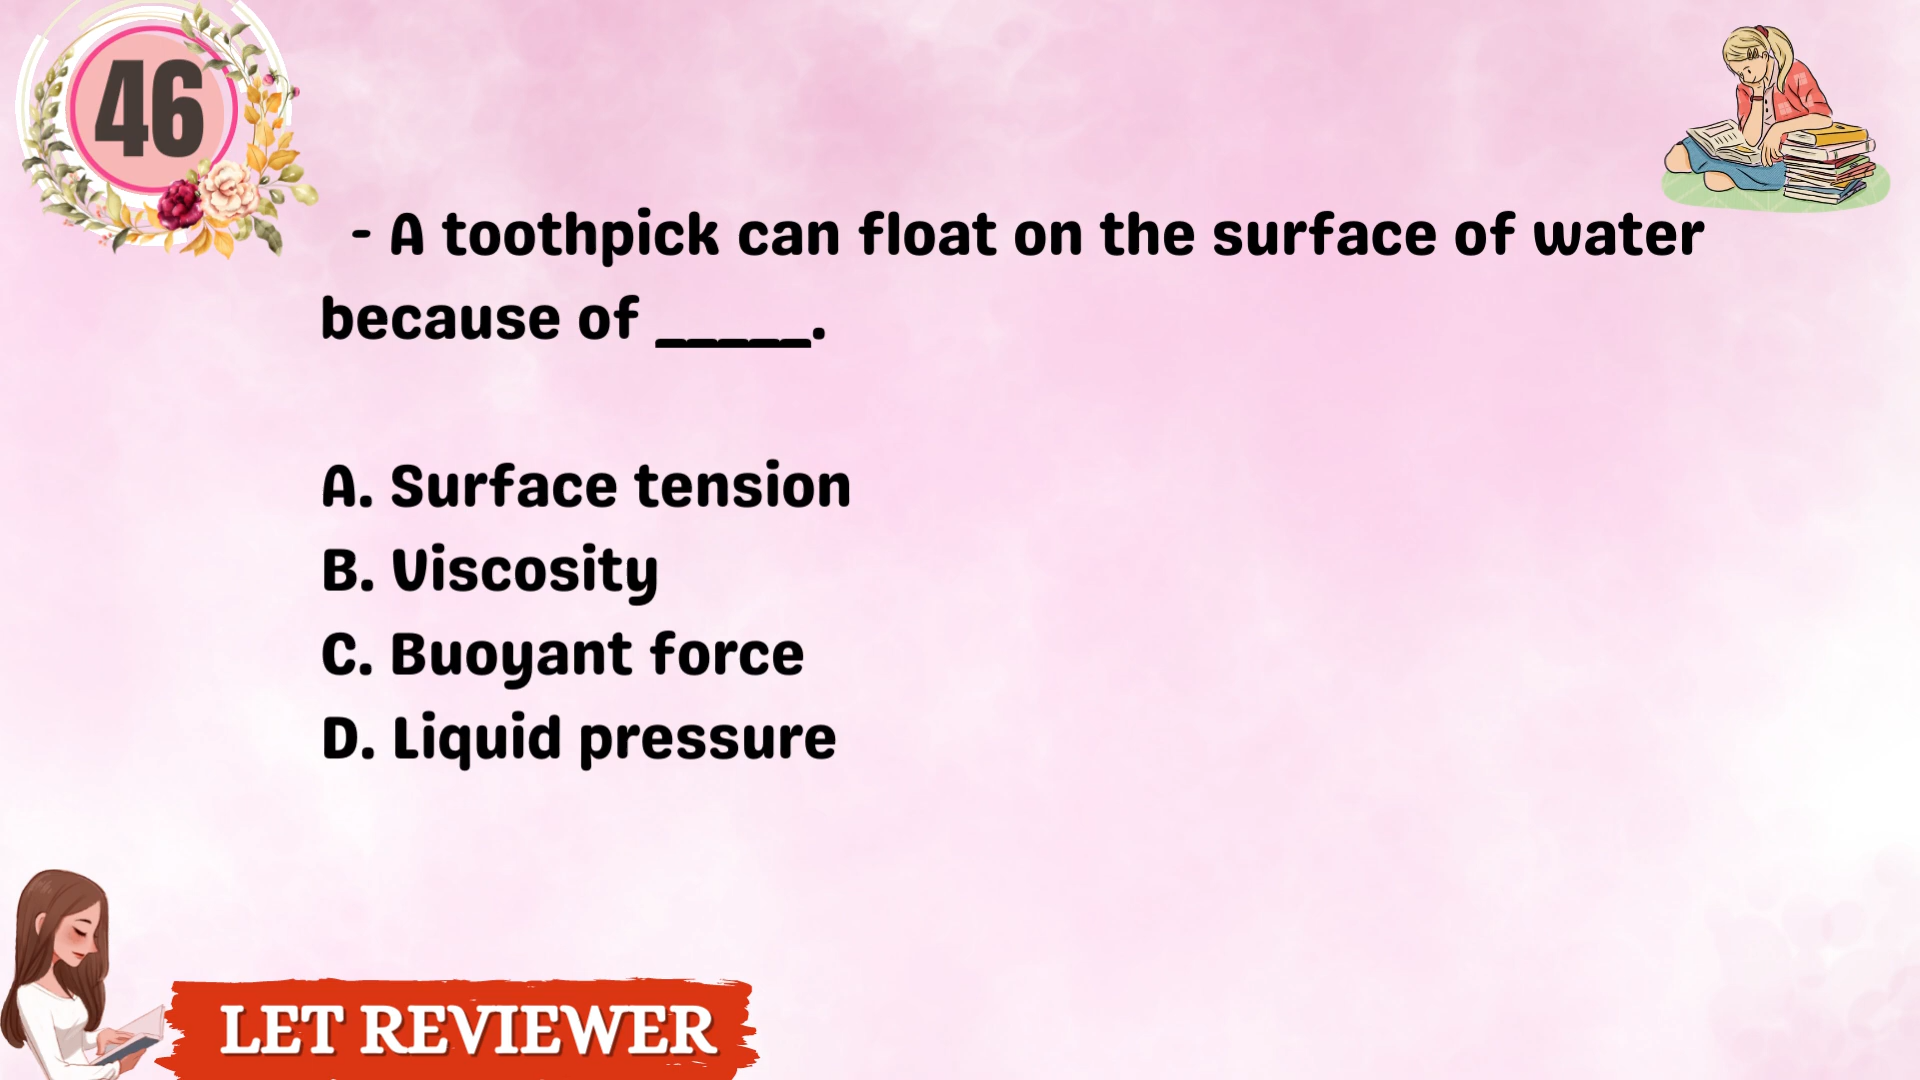 46
- A toothpick can float on the surface of water
because of _____.
A. Surface tension
B. Viscosity
C. Buoyant force
D. Liquid pressure
LET REVIEWER